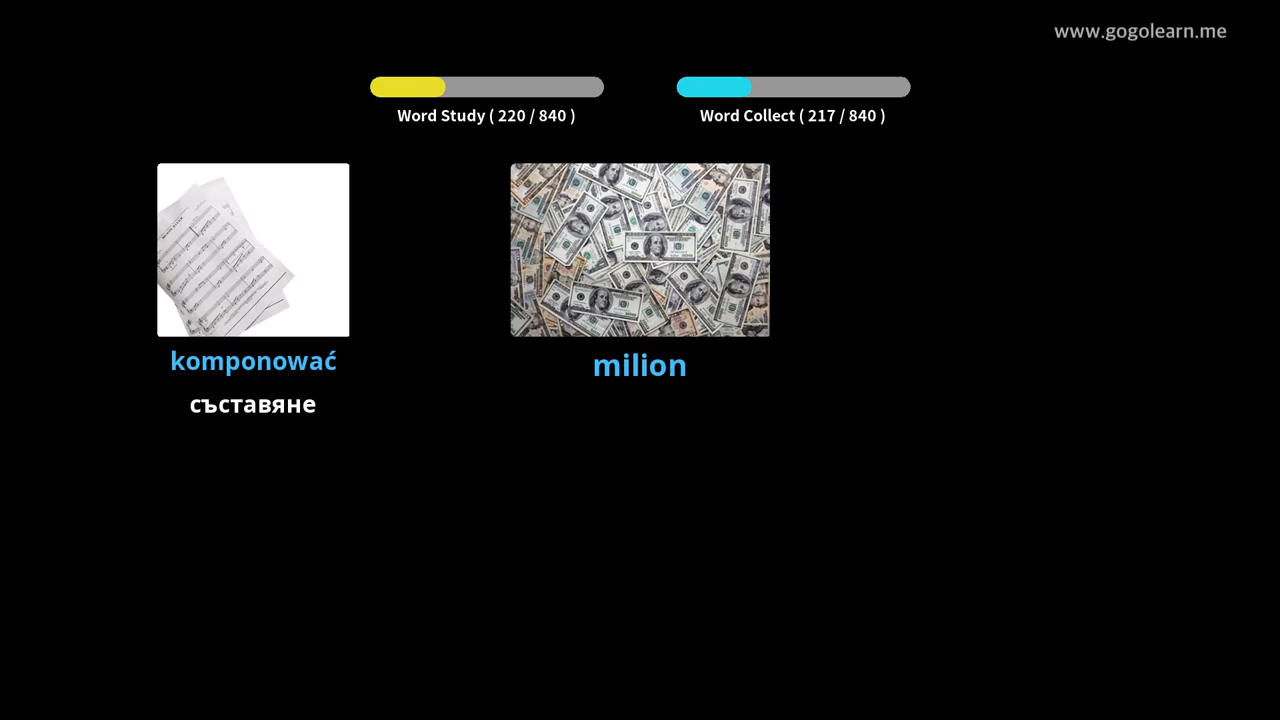 www.gogolearn.me
Word Study ( 220 / 840 )
Word Collect ( 217 / 840 )
komponować
съставяне
milion